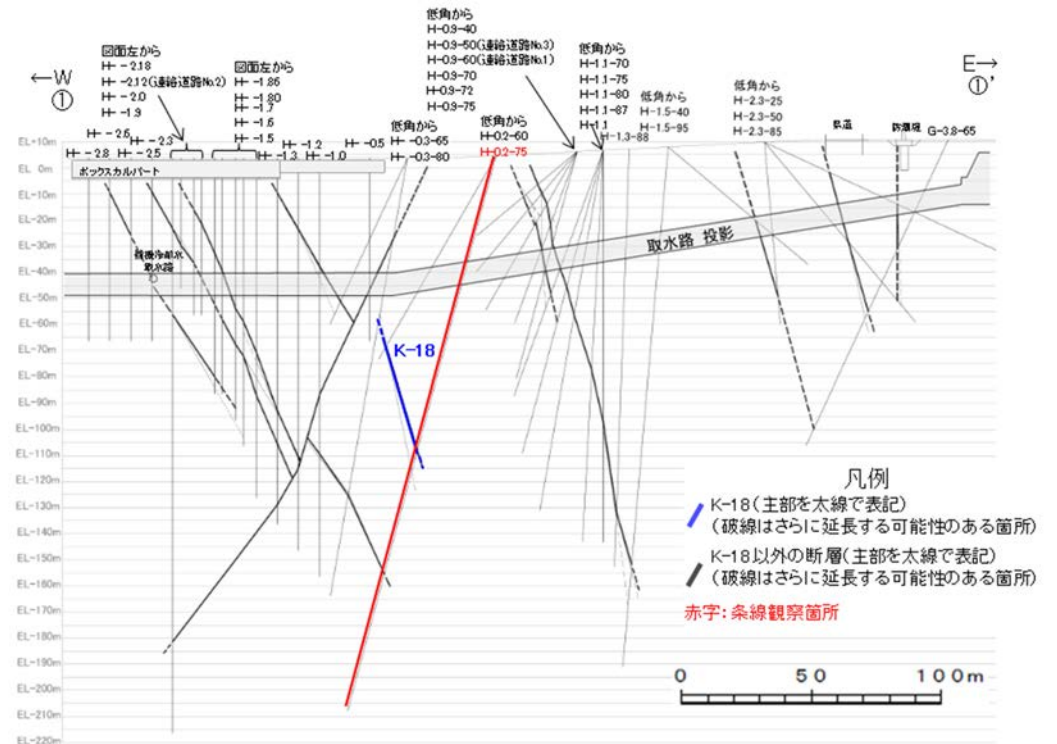 ←W
①
E→
①'
図面左から
H- -2.18
H- -2.12(連絡道路No.2)
H- -2.0
H- -1.9
図面左から
H- -1.86
H- -1.80
H- -1.7
H- -1.6
H- -1.5
低角から
H-0.9-40
H-0.9-50(連絡道路No.3)
H-0.9-60(連絡道路No.1)
H-0.9-70
H-0.9-72
H-0.9-75
低角から
H-1.1-70
H-1.1-75
H-1.1-80
H-1.1-87
H-1.1
低角から
H-1.5-40
H-1.5-95
低角から
H-2.3-25
H-2.3-50
H-2.3-85
県道
G-3.8-65
H- -2.6
H- -2.3
H- -2.8
H- -2.5
H- -1.2
H- -0.5
H- -1.3
H- -1.0
低角から
H- -0.3-65
H- -0.3-80
低角から
H-0.2-60
H-0.2-75
H-1.3-88
ボックスカルバート
取水路 投影
K-18
EL+10m
EL 0m
EL-10m
EL-20m
EL-30m
EL-40m
EL-50m
EL-60m
EL-70m
EL-80m
EL-90m
EL-100m
EL-110m
EL-120m
EL-130m
EL-140m
EL-150m
EL-160m
EL-170m
EL-180m
EL-190m
EL-200m
EL-210m
EL-220m
凡例
K-18(主部を太線で表記)
(破線はさらに延長する可能性のある箇所)
K-18以外の断層(主部を太線で表記)
(破線はさらに延長する可能性のある箇所)
赤字:条線観察箇所
0 50 100m